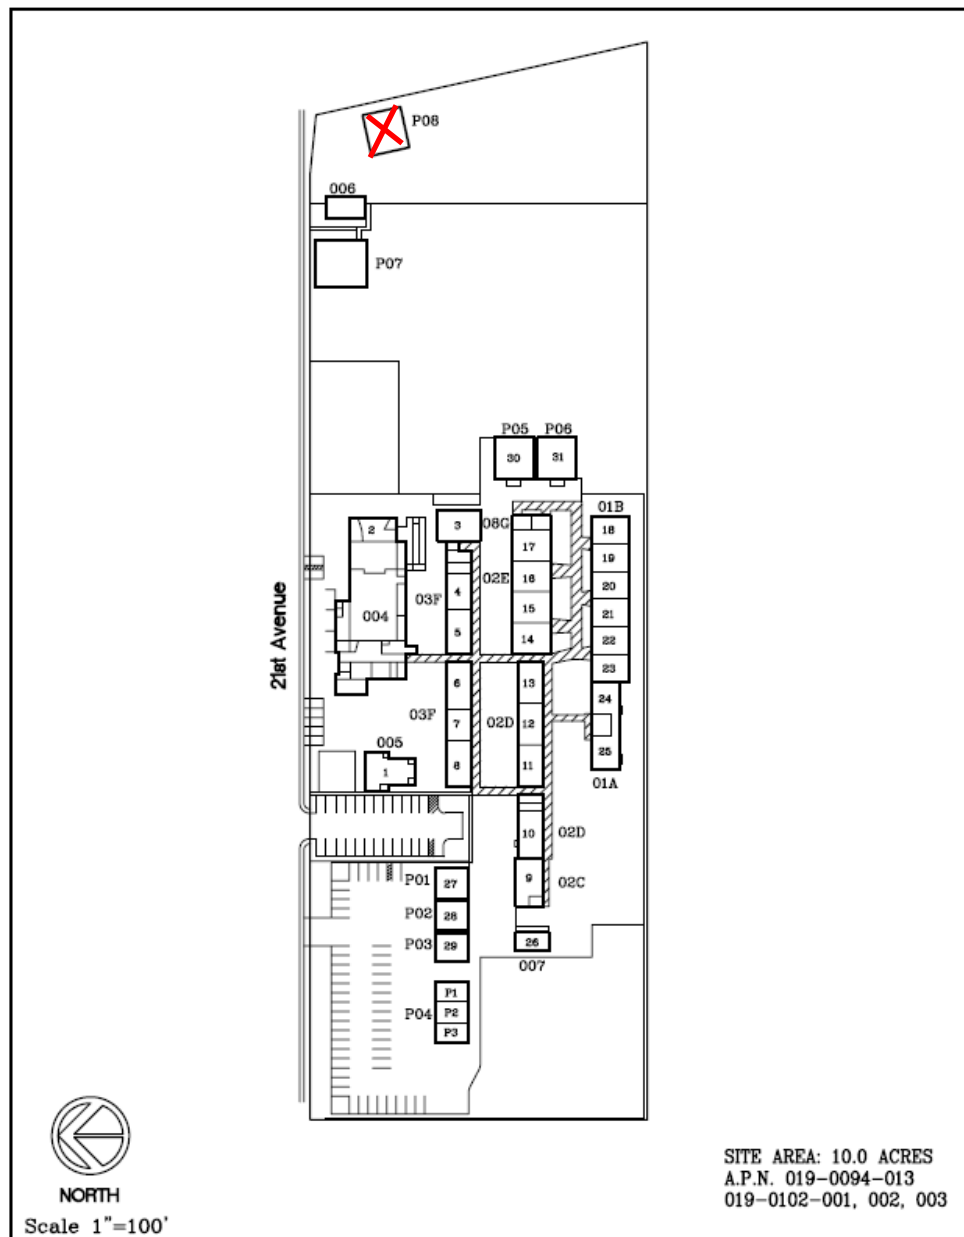 P08
006
P07
P05 P06
30 31
01B
2
3
08G
18
17
19
02E
16
20
4
03F
15
21
004
5
14
22
21st Avenue
23
6
13
24
03F
7
02D
12
005
8
11
25
1
01A
10
02D
P01
27
9
02C
P02
28
P03
29
26
007
P1
P04
P2
P3
NORTH
Scale 1"=100'
SITE AREA: 10.0 ACRES
A.P.N. 019-0094-013
019-0102-001, 002, 003